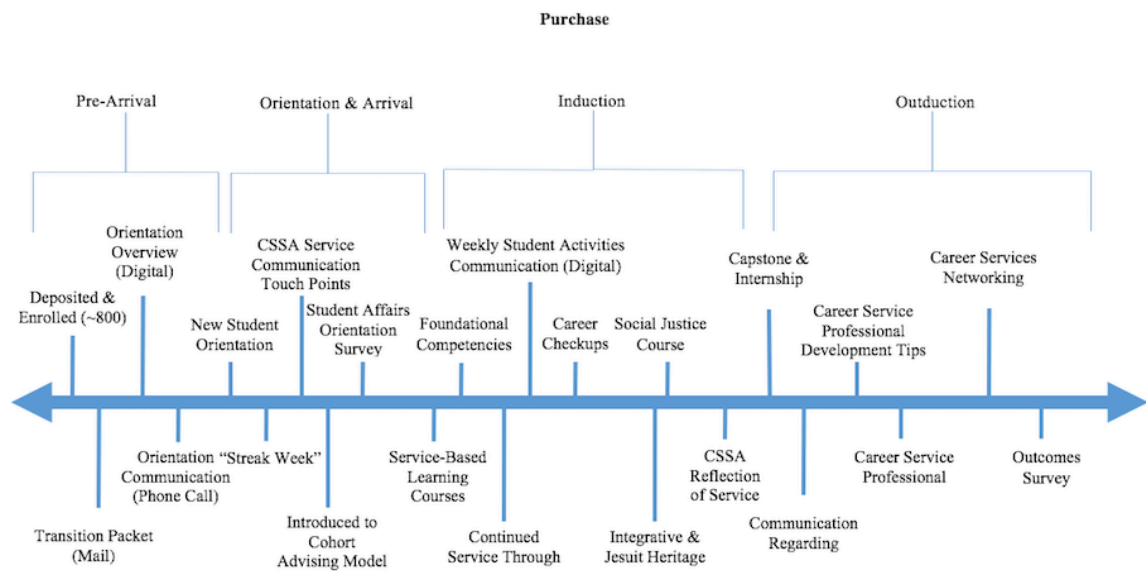 Purchase
Pre-Arrival
Orientation & Arrival
Induction
Outduction
Orientation
Overview
(Digital)
CSSA Service
Communication
Touch Points
Weekly Student Activities
Communication (Digital)
Capstone &
Internship
Career Services
Networking
Deposited &
Enrolled (~800)
New Student
Orientation
Student Affairs
Orientation
Survey
Foundational
Competencies
Career
Checkups
Social Justice
Course
Career Service
Professional
Development Tips
Orientation
Communication
(Phone Call)
“Streak Week”
Service-Based
Learning
Courses
CSSA
Reflection
of Service
Career Service
Professional
Outcomes
Survey
Transition Packet
(Mail)
Introduced to
Cohort
Advising Model
Continued
Service Through
Integrative &
Jesuit Heritage
Communication
Regarding